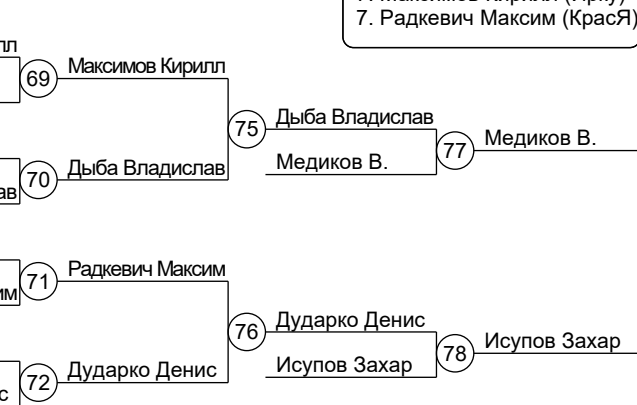 7. Радкевич Максим (КрасЯ)
69
Максимов Кирилл
75
Дыба Владислав
77
Медиков В.
70
Дыба Владислав
Медиков В.
71
Радкевич Максим
76
Дударко Денис
78
Исупов Захар
72
Дударко Денис
Исупов Захар